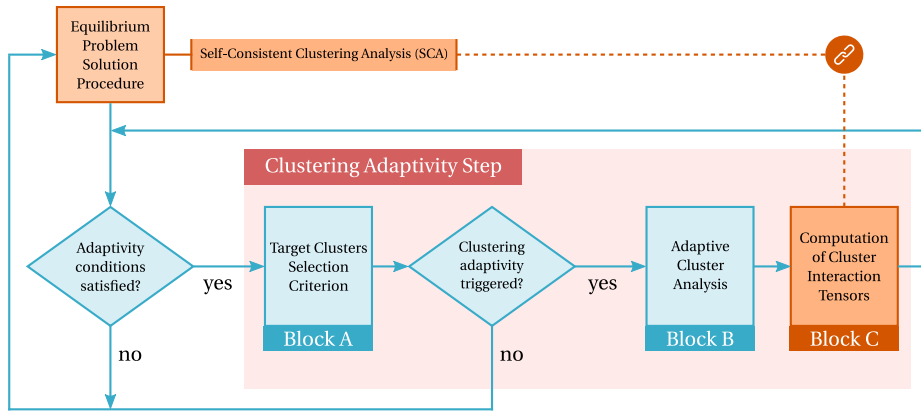 Equilibrium
Problem
Solution
Procedure
Self-Consistent Clustering Analysis (SCA)
Clustering Adaptivity Step
Adaptivity
conditions
satisfied?
yes
no
Target Clusters
Selection
Criterion
Block A
Clustering
adaptivity
triggered?
yes
no
Adaptive
Cluster
Analysis
Block B
Computation
of Cluster
Interaction
Tensors
Block C